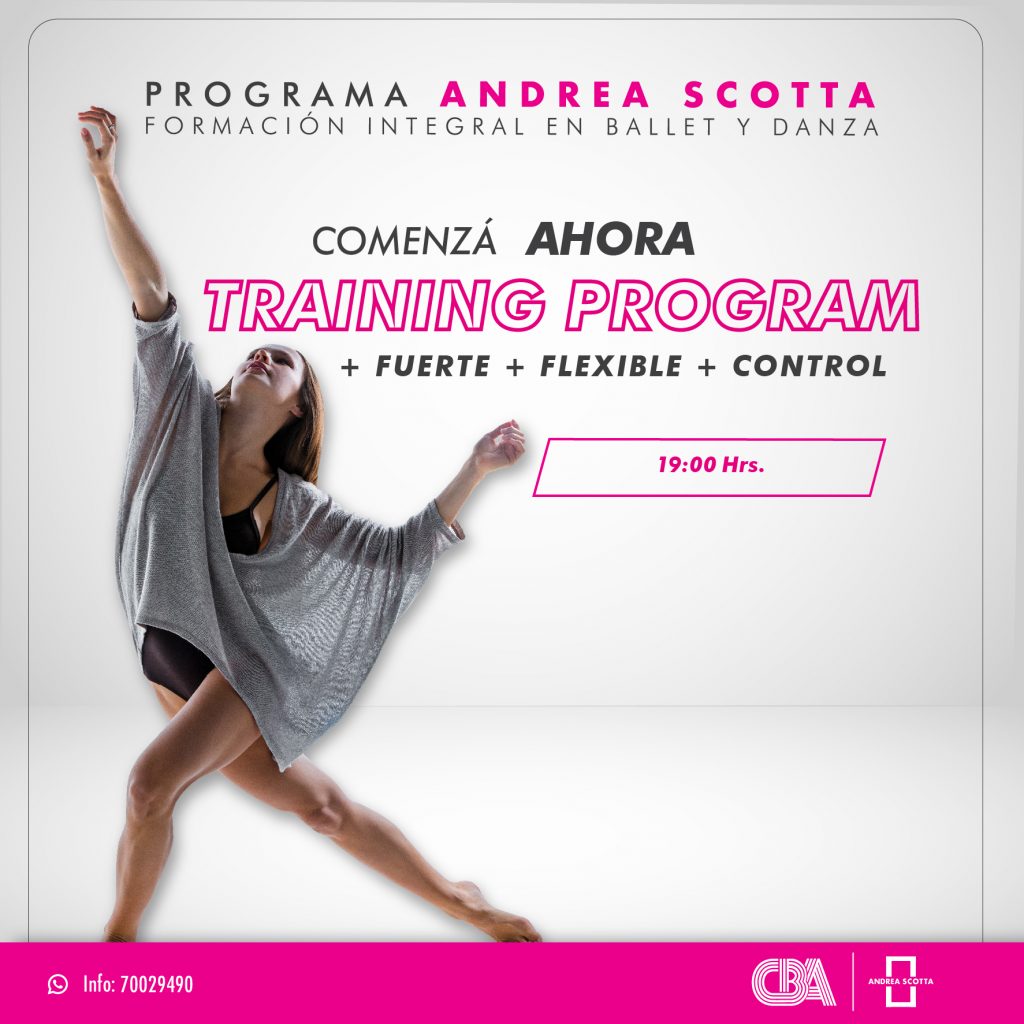 PROGRAMA ANDREA SCOTTA
FORMACIÓN INTEGRAL EN BALLET Y DANZA
COMENZÁ AHORA
TRAINING PROGRAM
+ FUERTE + FLEXIBLE + CONTROL
19:00 Hrs.
Info: 70029490
CBA
ANDREA SCOTTA